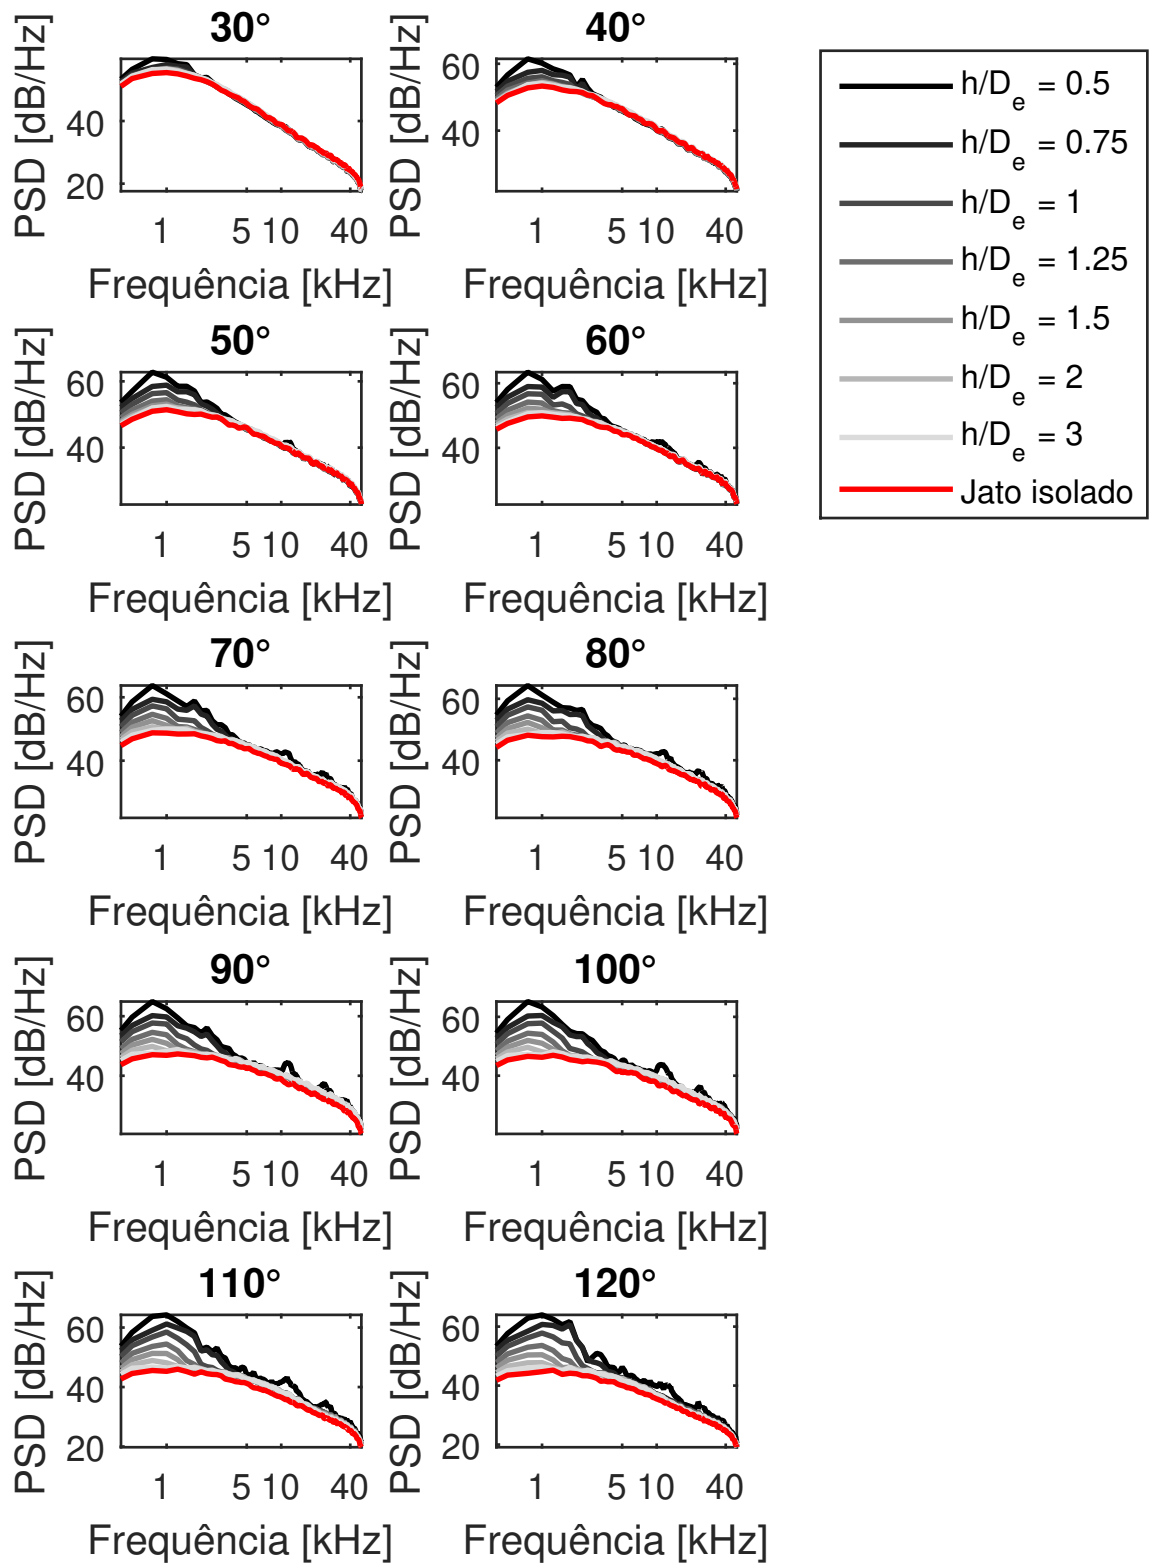 30°
40°
PSD [dB/Hz]
40
20
1
5
10
40
Frequência [kHz]
PSD [dB/Hz]
60
40
1
5
10
40
Frequência [kHz]
h/De = 0.5
h/De = 0.75
h/De = 1
h/De = 1.25
h/De = 1.5
h/De = 2
h/De = 3
Jato isolado
50°
60°
PSD [dB/Hz]
60
40
1
5
10
40
Frequência [kHz]
PSD [dB/Hz]
60
40
1
5
10
40
Frequência [kHz]
70°
80°
PSD [dB/Hz]
60
40
1
5
10
40
Frequência [kHz]
PSD [dB/Hz]
60
40
1
5
10
40
Frequência [kHz]
90°
100°
PSD [dB/Hz]
60
40
1
5
10
40
Frequência [kHz]
PSD [dB/Hz]
60
40
1
5
10
40
Frequência [kHz]
110°
120°
PSD [dB/Hz]
60
40
20
1
5
10
40
Frequência [kHz]
PSD [dB/Hz]
60
40
20
1
5
10
40
Frequência [kHz]